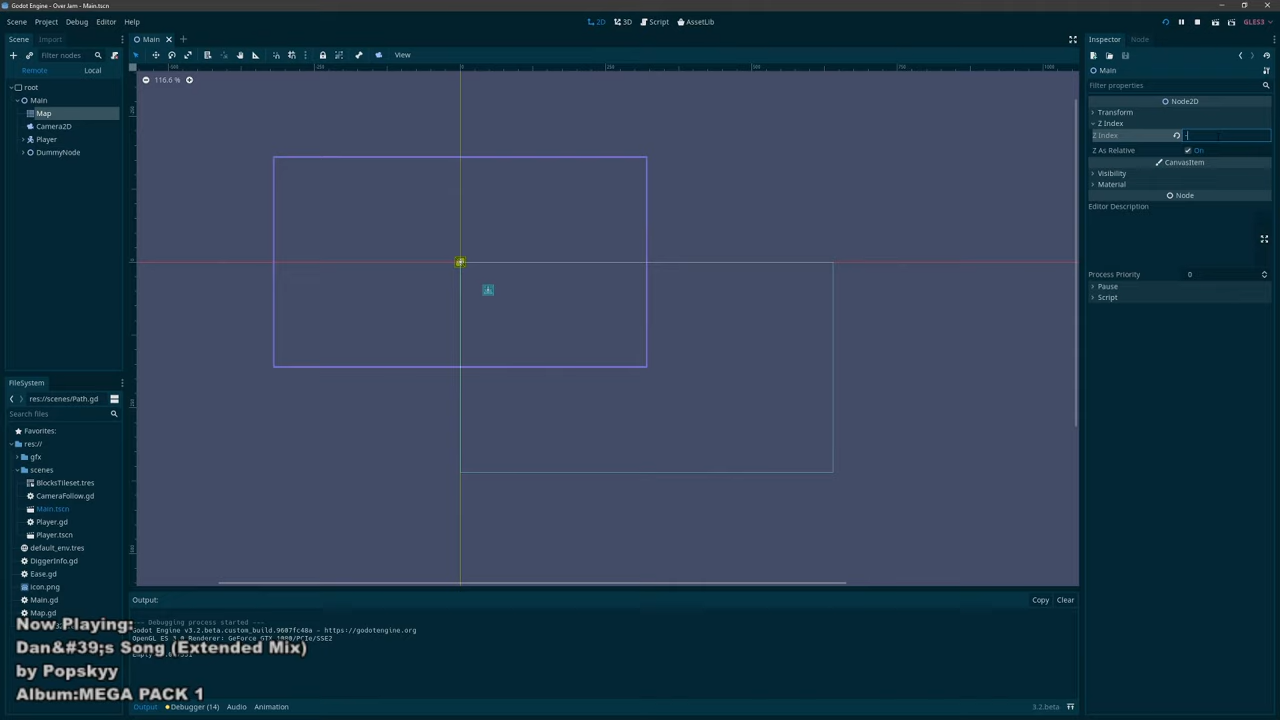 Godot Engine - Over Jam - Main.tscn
Scene Project Debug Editor Help
2D 3D Script AssetLib
GLES3
Scene Import
Main
Inspector Node
Filter nodes
View
Remote Local
Main
116.6 %
Filter properties
root
Main
Map
Camera2D
Player
DummyNode
Node2D
Transform
Z Index
Z Index -
Z As Relative On
CanvasItem
Visibility
Material
Node
Editor Description
Process Priority 0
Pause
Script
FileSystem
res://scenes/Path.gd
Search files
Favorites:
res://
gfx
scenes
BlocksTileset.tres
CameraFollow.gd
Main.tscn
Player.gd
Player.tscn
default_env.tres
DiggerInfo.gd
Ease.gd
icon.png
Main.gd
Map.gd
Output:
Copy Clear
--- Debugging process started ---
Godot Engine v3.2.beta.custom_build.9607fc48a - https://godotengine.org
Now Playing:
Dan&#39;s Song (Extended Mix)
by Popskyy
Album:MEGA PACK 1
Output Debugger (14) Audio Animation
3.2.beta